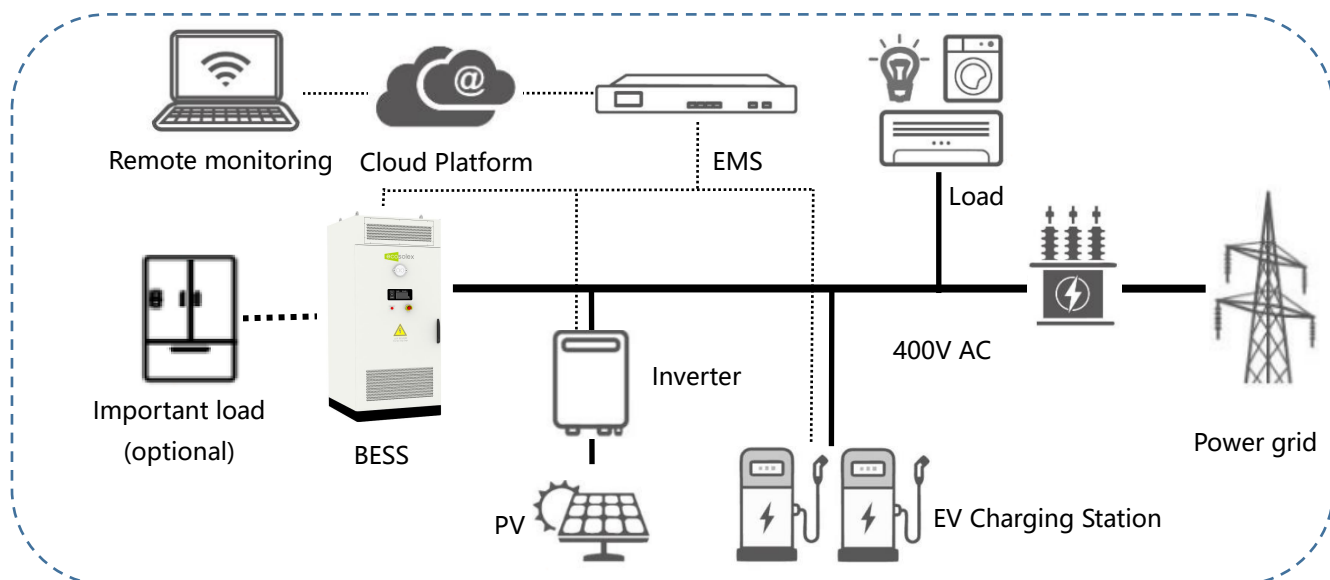 @
Remote monitoring
Cloud Platform
EMS
Load
400V AC
Inverter
Important load
(optional)
BESS
PV
EV Charging Station
Power grid